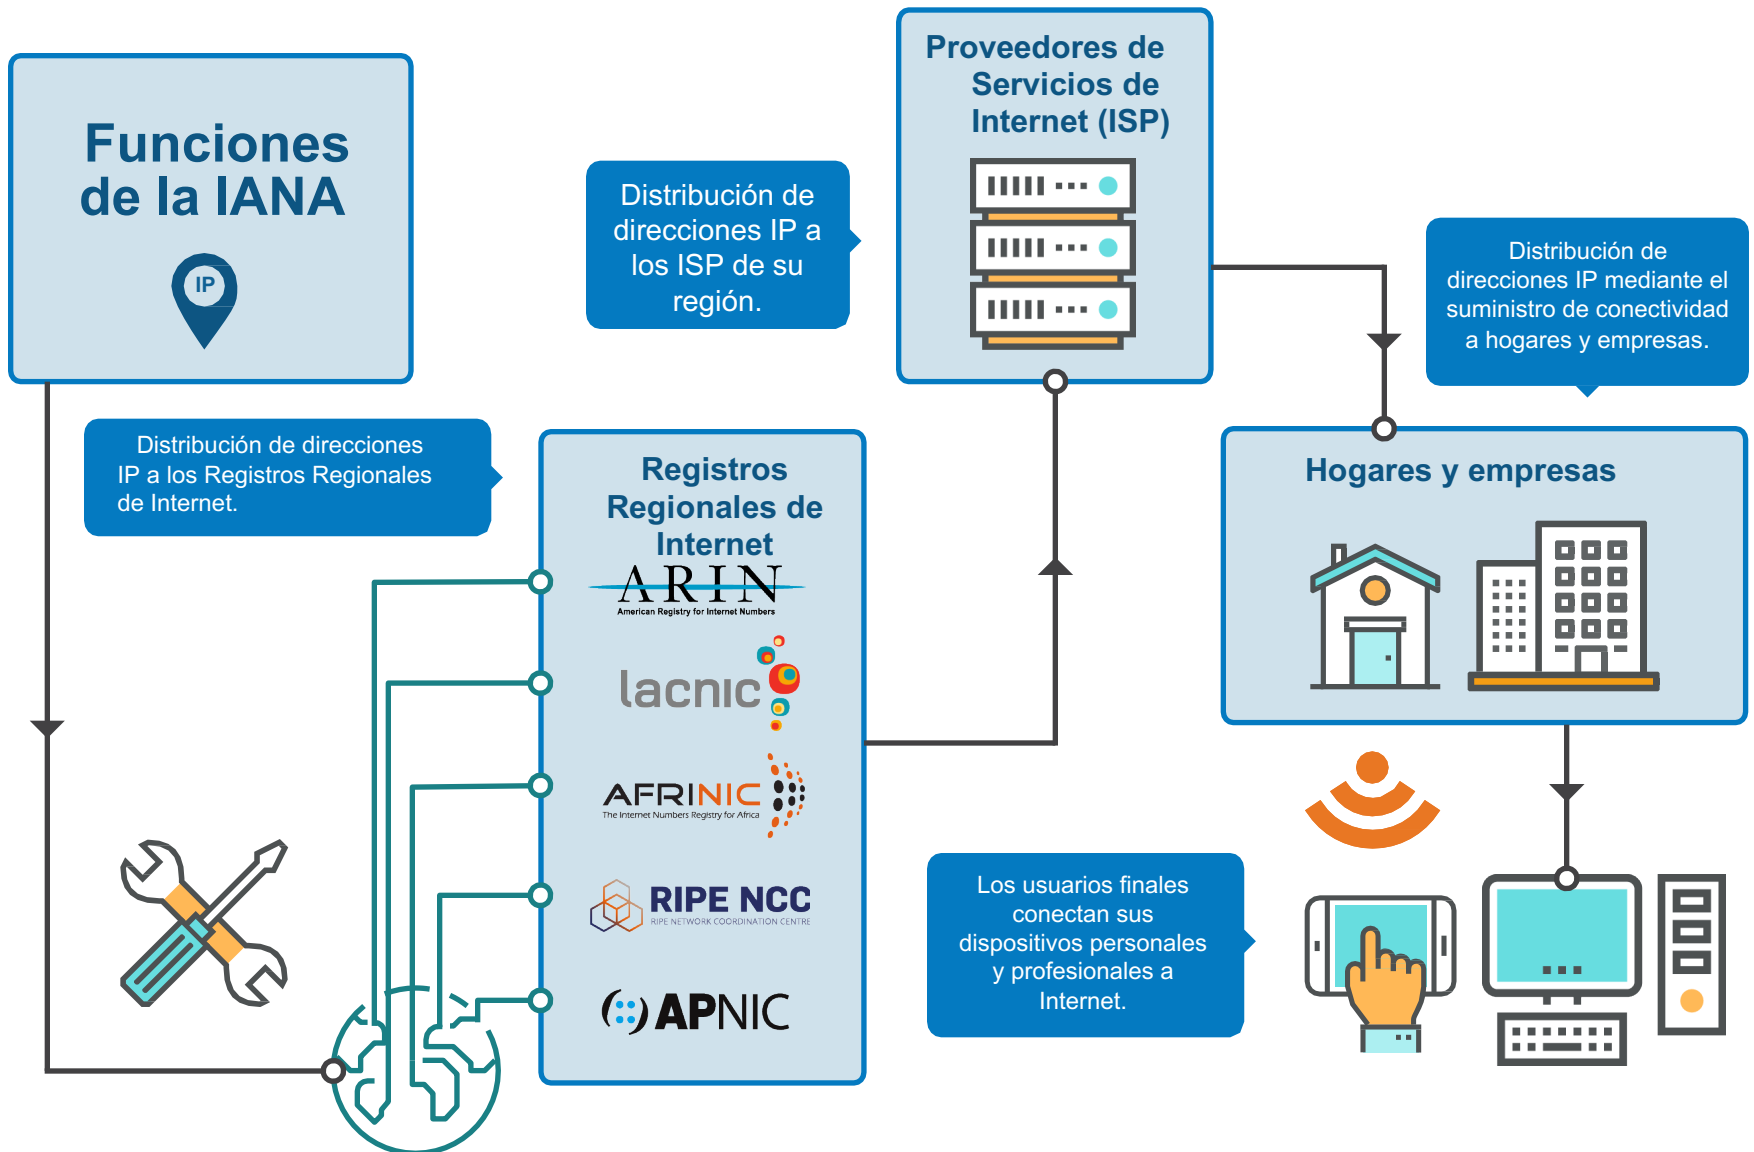 Funciones
de la IANA
IP
Distribución de direcciones
IP a los Registros Regionales
de Internet.
Registros
Regionales de
Internet
ARIN
American Registry for Internet Numbers
lacnic
AFRINIC
The Internet Numbers Registry for Africa
RIPE NCC
RIPE NETWORK COORDINATION CENTRE
(::) APNIC
Distribución de
direcciones IP a
los ISP de su
región.
Proveedores de
Servicios de
Internet (ISP)
Distribución de
direcciones IP mediante el
suministro de conectividad
a hogares y empresas.
Hogares y empresas
Los usuarios finales
conectan sus
dispositivos personales
y profesionales a
Internet.